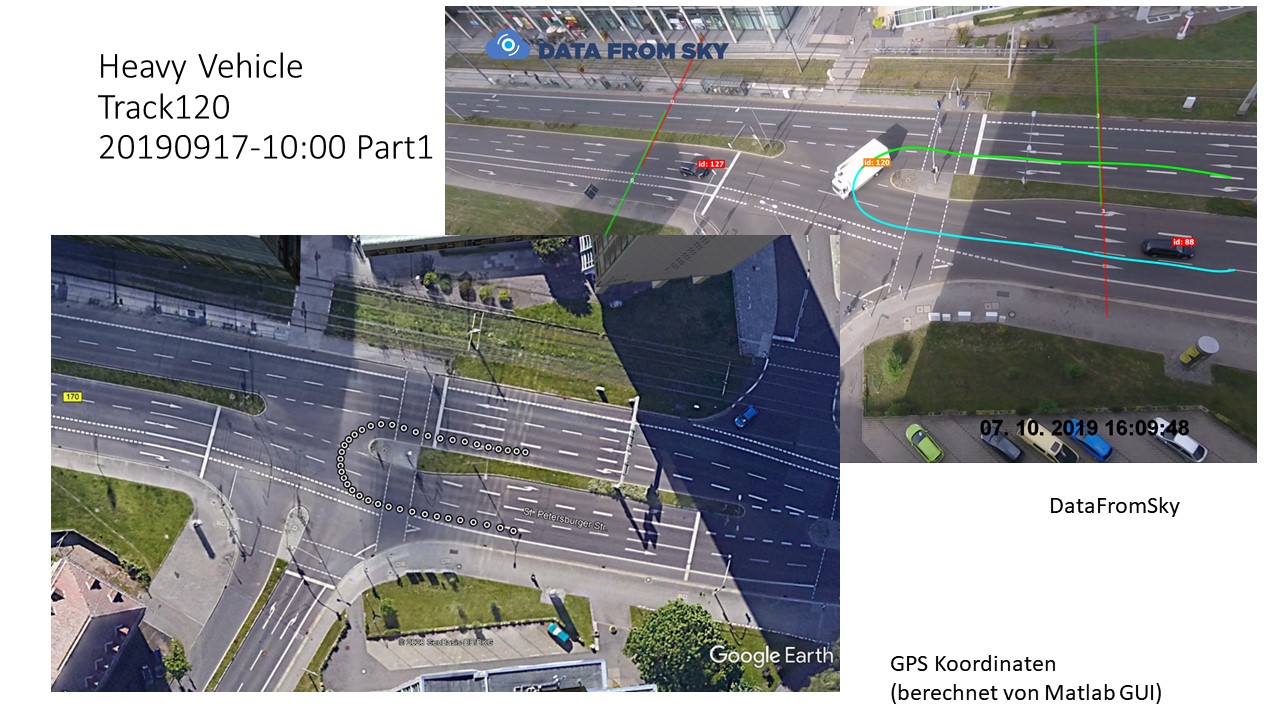 Heavy Vehicle
Track120
20190917-10:00 Part1
DATA FROM SKY
id: 127
id: 120
id: 88
07. 10. 2019 16:09:48
170
St. Petersburger Str.
Google Earth
DataFromSky
GPS Koordinaten
(berechnet von Matlab GUI)